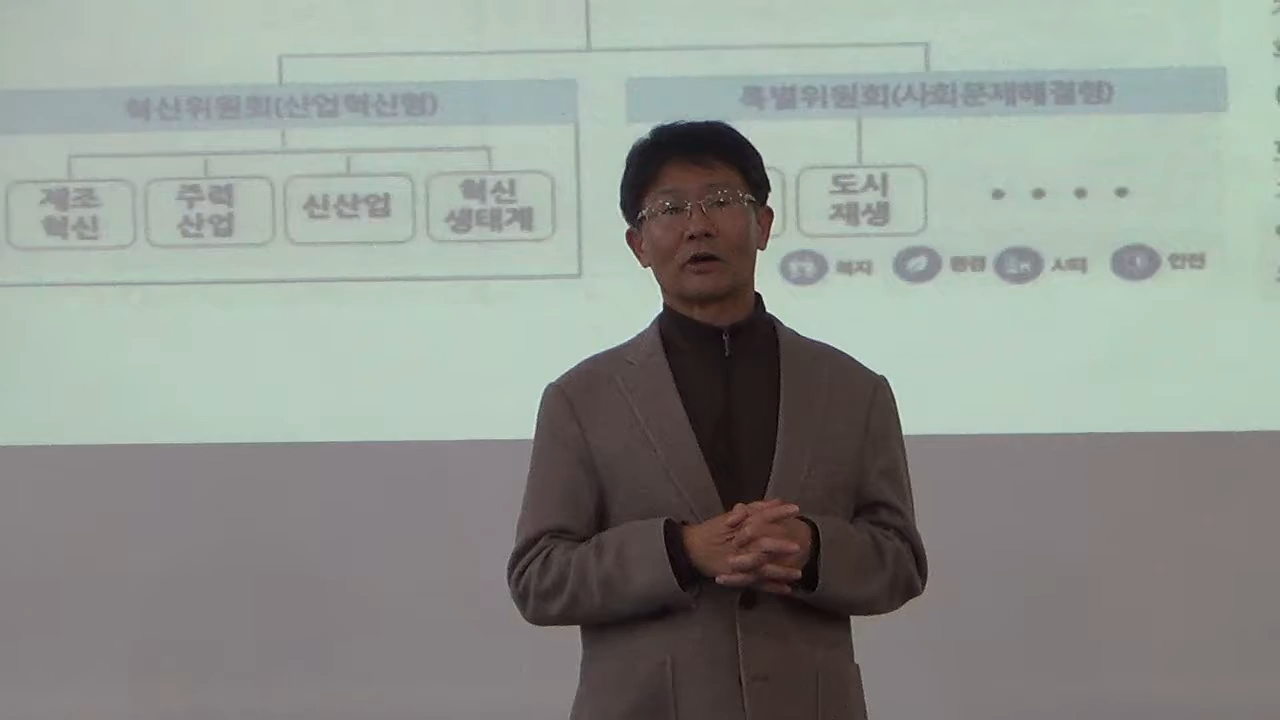 혁신위원회(산업혁신형)
특별위원회(사회문제해결형)
제조
혁신
주력
산업
신산업
혁신
생태계
도시
재생
복지
환경
안전